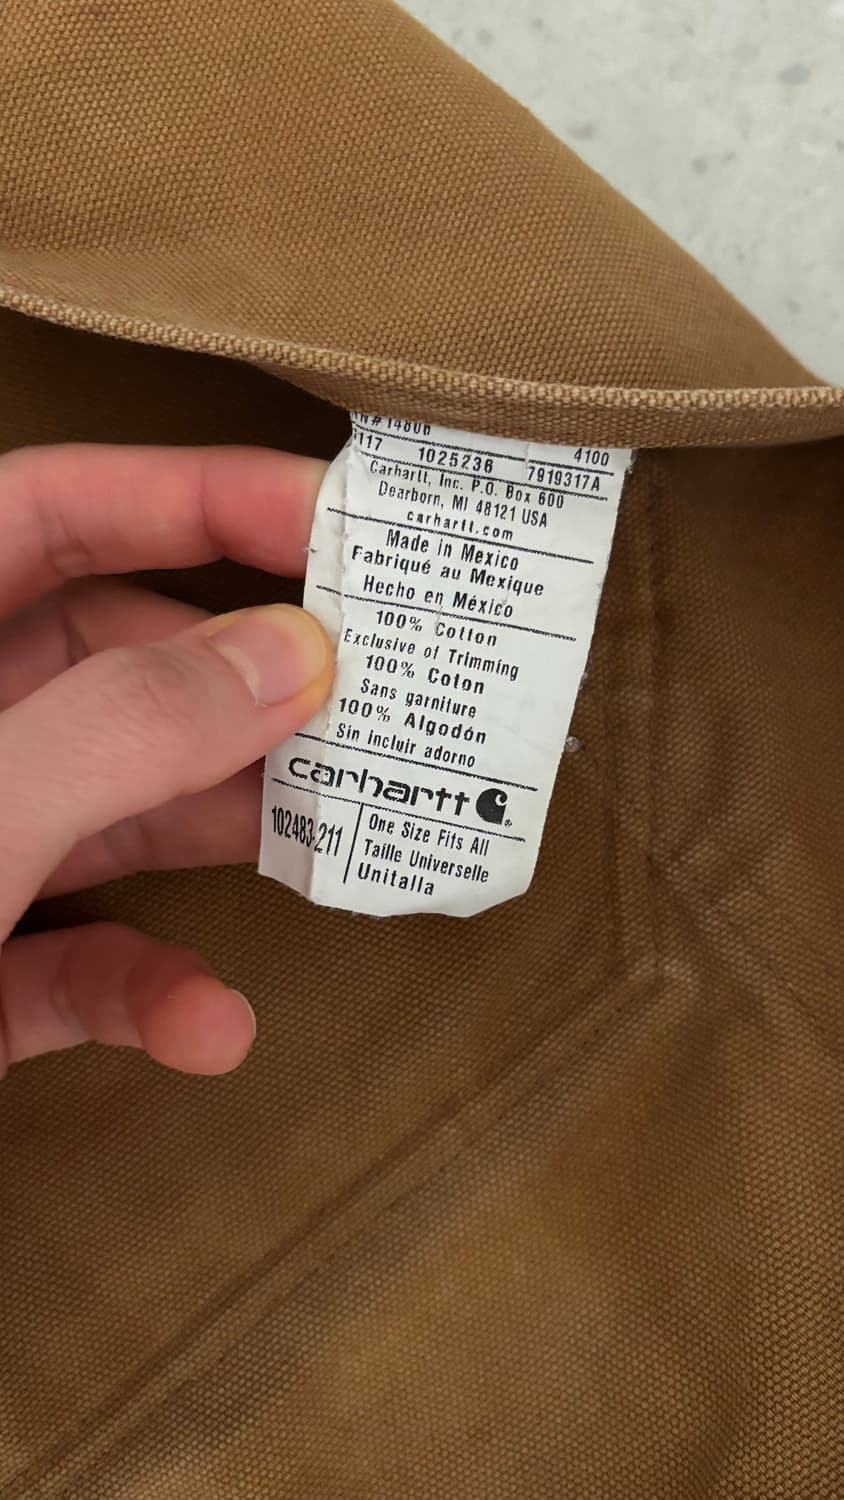 14806
117 1025236 4100
7919317A
Carhartt, Inc. P.O. Box 600
Dearborn, MI 48121 USA
carhartt.com
Made in Mexico
Fabriqué au Mexique
Hecho en México
100% Cotton
Exclusive of Trimming
100% Coton
Sans garniture
100% Algodón
Sin incluir adorno
carhartt
102483-211
One Size Fits All
Taille Universelle
Unitalla